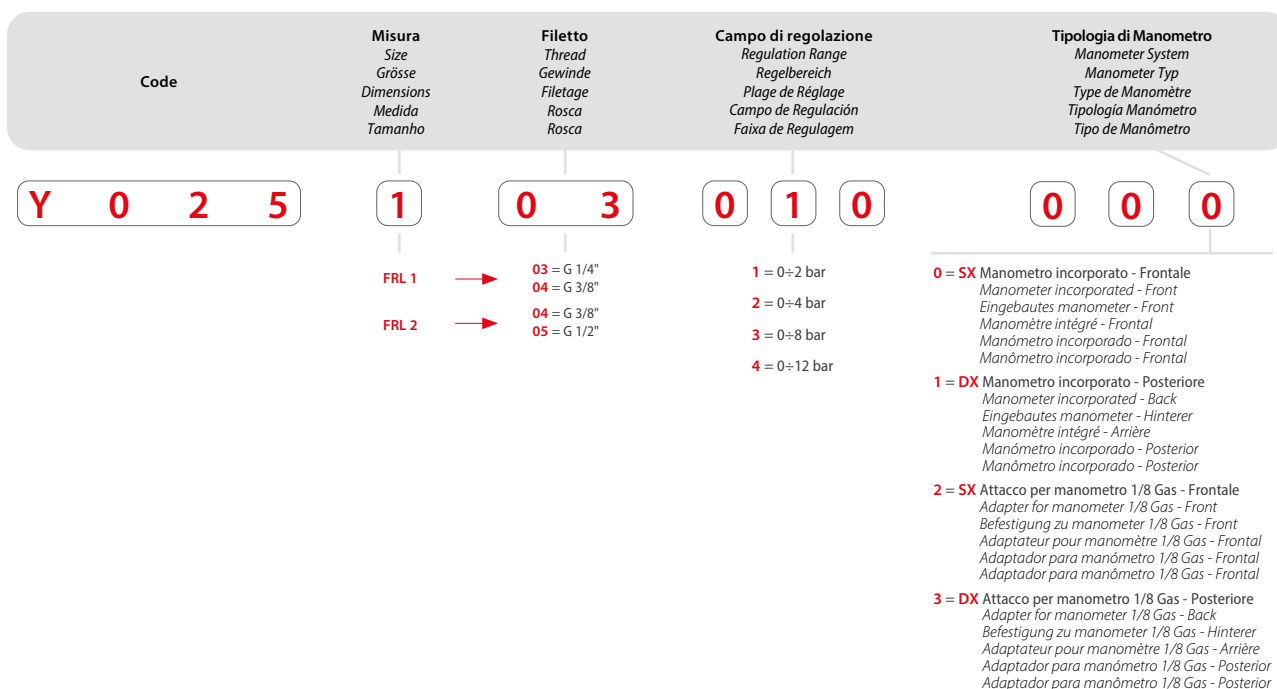 Code
Misura
Size
Grösse
Dimensions
Medida
Tamanho
Filetto
Thread
Gewinde
Filetage
Rosca
Rosca
Campo di regolazione
Regulation Range
Regelbereich
Plage de Réglage
Campo de Regulación
Faixa de Regulagem
Tipologia di Manometro
Manometer System
Manometer Typ
Type de Manomètre
Tipología Manómetro
Tipo de Manômetro
Y 0 2 5 1 0 3 0 1 0 0 0 0
FRL 1
03 = G 1/4"
04 = G 3/8"
FRL 2
04 = G 3/8"
05 = G 1/2"
1 = 0÷2 bar
2 = 0÷4 bar
3 = 0÷8 bar
4 = 0÷12 bar
0 = SX Manometro incorporato - Frontale
Manometer incorporated - Front
Eingebautes manometer - Front
Manomètre intégré - Frontal
Manómetro incorporado - Frontal
Manômetro incorporado - Frontal
1 = DX Manometro incorporato - Posteriore
Manometer incorporated - Back
Eingebautes manometer - Hinterer
Manomètre intégré - Arrière
Manómetro incorporado - Posterior
Manômetro incorporado - Posterior
2 = SX Attacco per manometro 1/8 Gas - Frontale
Adapter for manometer 1/8 Gas - Front
Befestigung zu manometer 1/8 Gas - Front
Adaptateur pour manomètre 1/8 Gas - Frontal
Adaptador para manómetro 1/8 Gas - Frontal
Adaptador para manômetro 1/8 Gas - Frontal
3 = DX Attacco per manometro 1/8 Gas - Posteriore
Adapter for manometer 1/8 Gas - Back
Befestigung zu manometer 1/8 Gas - Hinterer
Adaptateur pour manomètre 1/8 Gas - Arrière
Adaptador para manómetro 1/8 Gas - Posterior
Adaptador para manômetro 1/8 Gas - Posterior